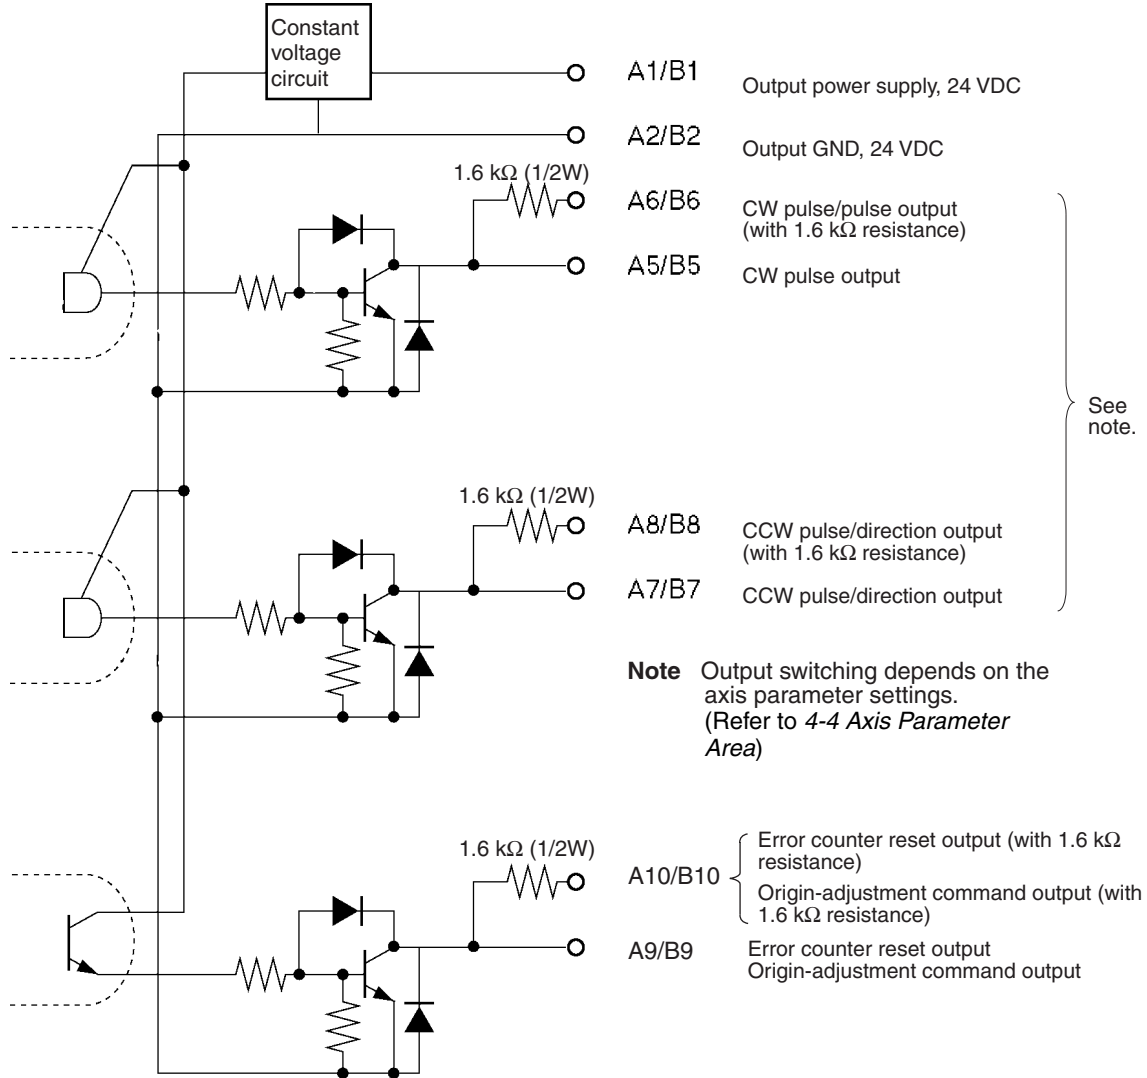 Constant
voltage
circuit
A1/B1
Output power supply, 24 VDC
A2/B2
Output GND, 24 VDC
1.6 kΩ (1/2W)
A6/B6
CW pulse/pulse output
(with 1.6 kΩ resistance)
A5/B5
CW pulse output
See
note.
1.6 kΩ (1/2W)
A8/B8
CCW pulse/direction output
(with 1.6 kΩ resistance)
A7/B7
CCW pulse/direction output
Note Output switching depends on the
axis parameter settings.
(Refer to 4-4 Axis Parameter
Area)
1.6 kΩ (1/2W)
A10/B10
Error counter reset output (with 1.6 kΩ
resistance)
Origin-adjustment command output (with
1.6 kΩ resistance)
A9/B9
Error counter reset output
Origin-adjustment command output